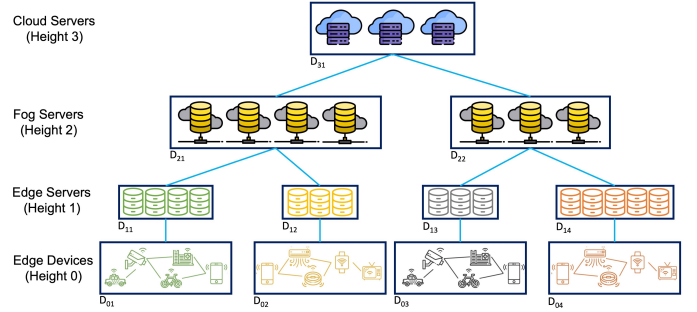 Cloud Servers
(Height 3)
D31
Fog Servers
(Height 2)
D21
D22
Edge Servers
(Height 1)
D11
D12
D13
D14
Edge Devices
(Height 0)
D01
D02
D03
D04